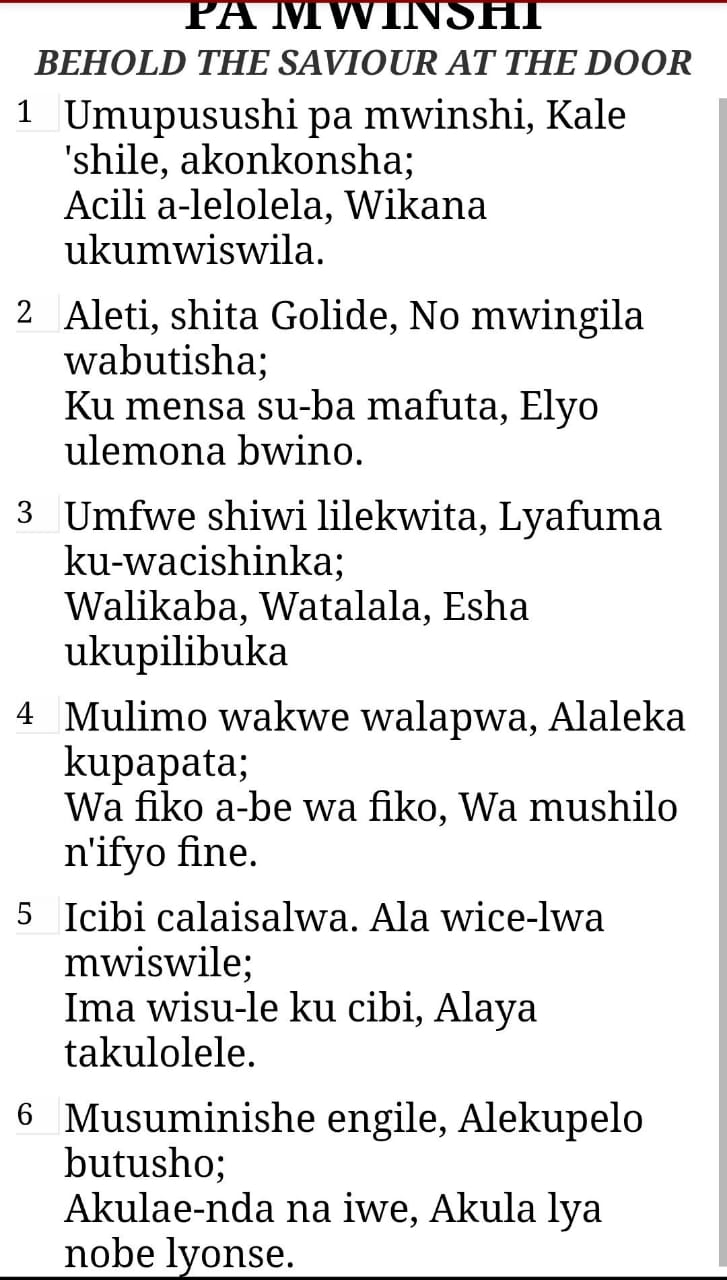 PA MWINSHI
BEHOLD THE SAVIOUR AT THE DOOR
1 Umupusushi pa mwinshi, Kale
'shile, akonkonsha;
Acili a-lelolela, Wikana
ukumwiswila.
2 Aleti, shita Golide, No mwingila
wabutisha;
Ku mensa su-ba mafuta, Elyo
ulemona bwino.
3 Umfwe shiwi lilekwita, Lyafuma
ku-wacishinka;
Walikaba, Watalala, Esha
ukupilibuka
4 Mulimo wakwe walapwa, Alaleka
kupapata;
Wa fiko a-be wa fiko, Wa mushilo
n'ifyo fine.
5 Icibi calaisalwa. Ala wice-lwa
mwiswile;
Ima wisu-le ku cibi, Alaya
takulolele.
6 Musuminishe engile, Alekupelo
butusho;
Akulae-nda na iwe, Akula lya
nobe lyonse.